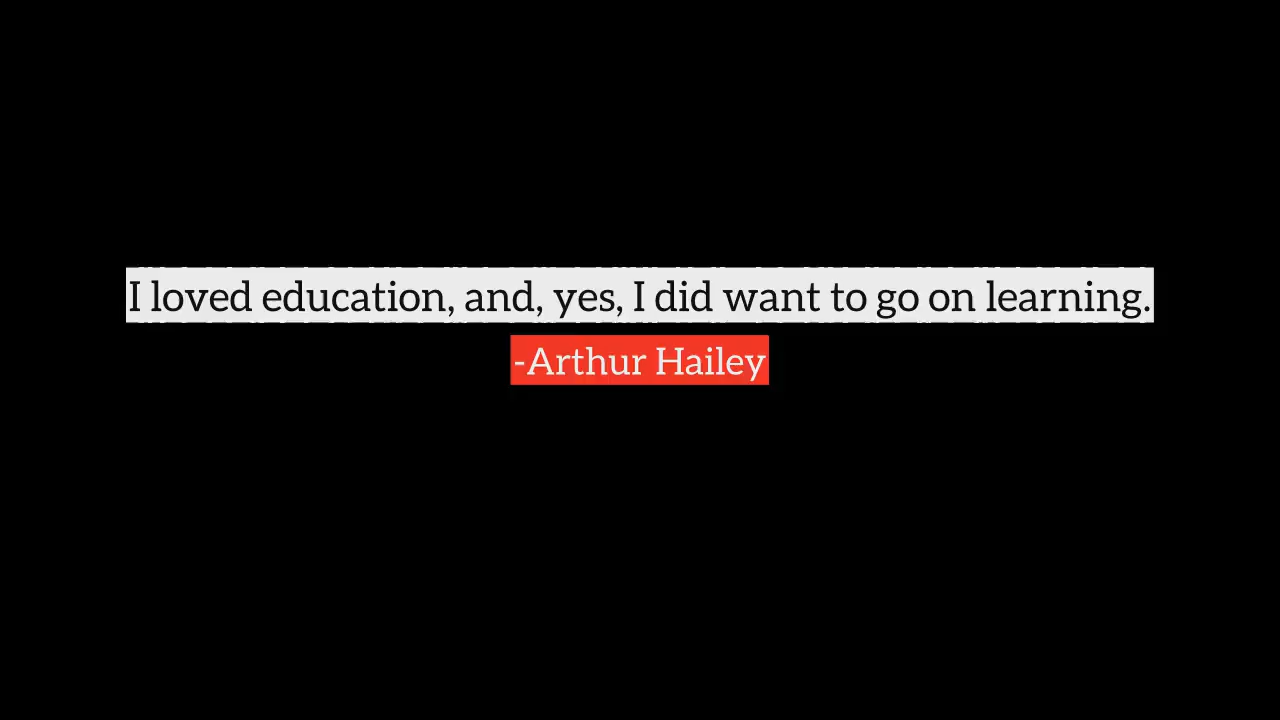 I loved education, and, yes, I did want to go on learning.
-Arthur Hailey